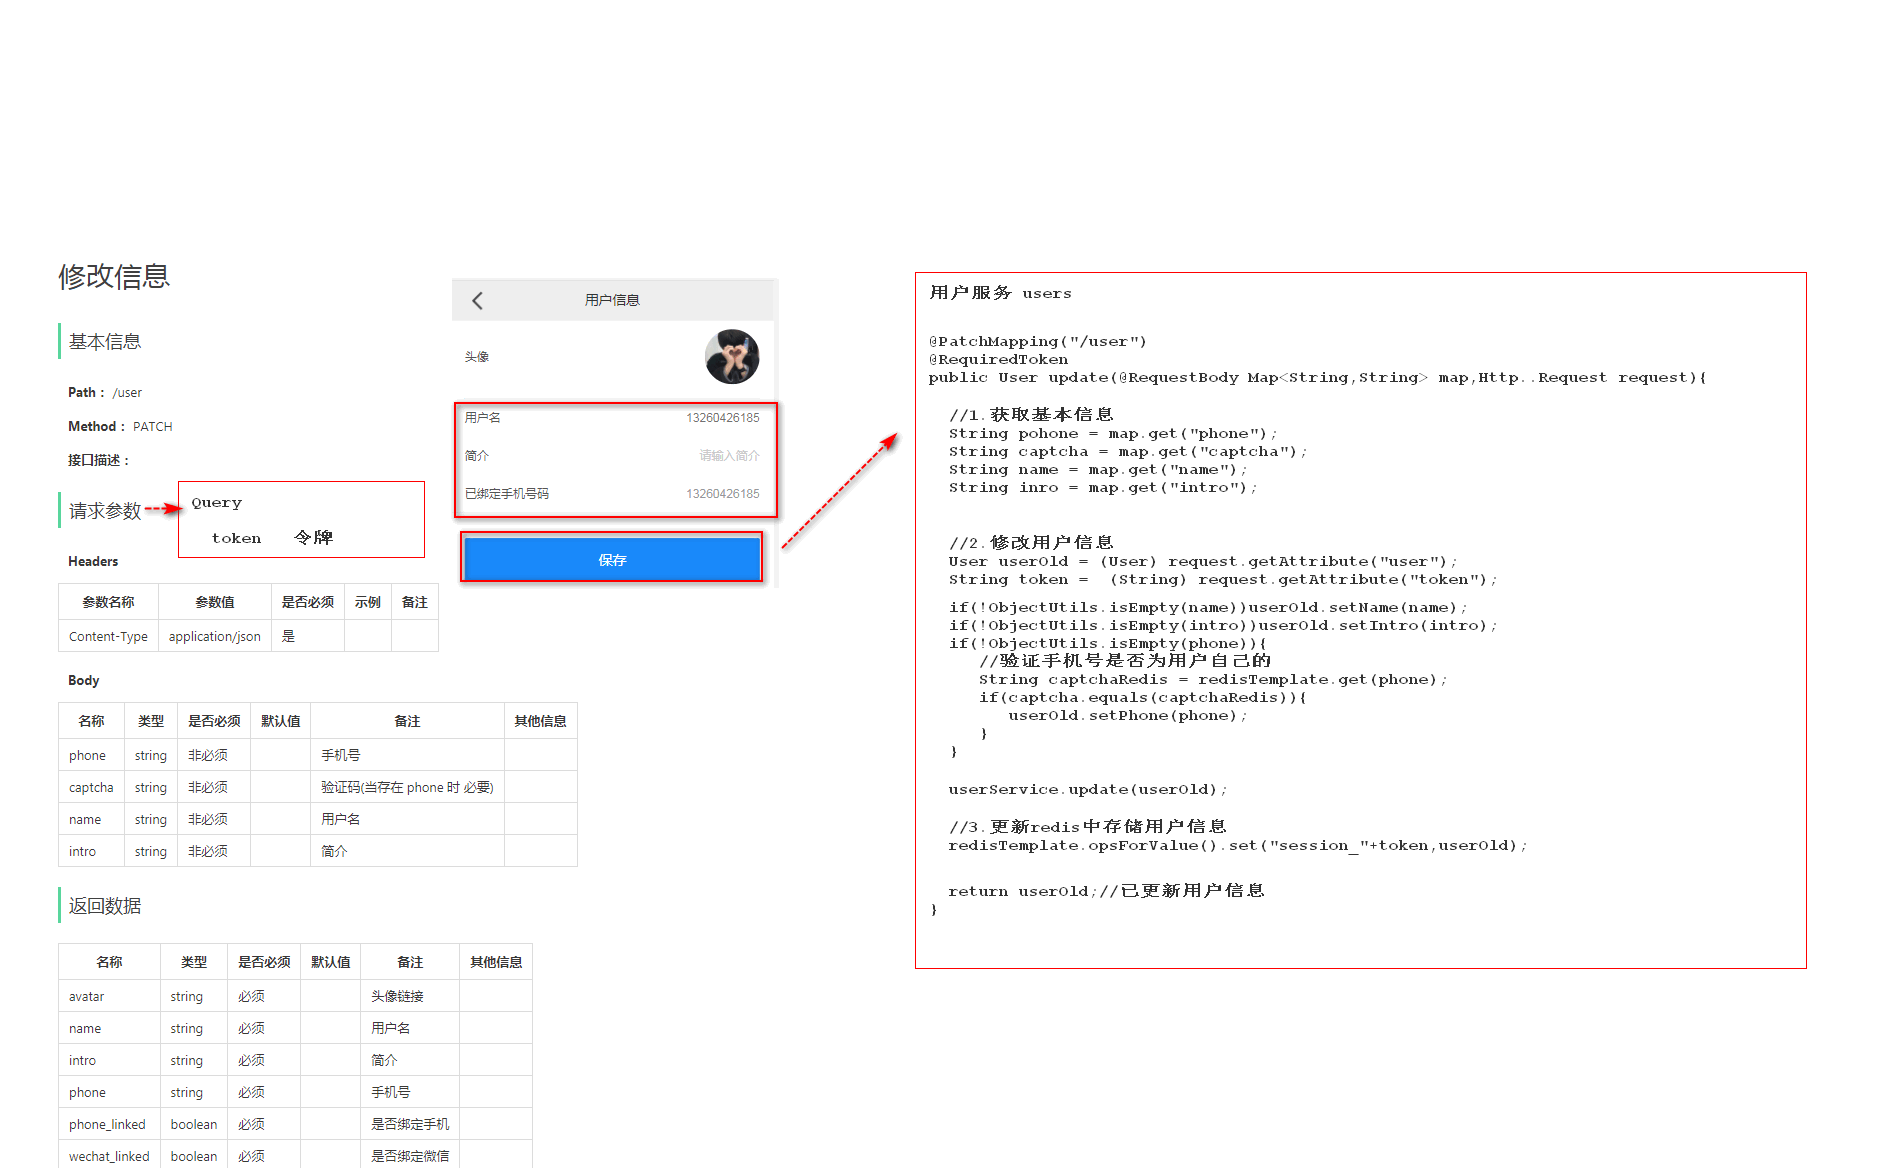 修改信息
基本信息
Path： /user
Method： PATCH
接口描述：
请求参数
Query
token 令牌
Headers
参数名称 参数值 是否必须 示例 备注
Content-Type application/json 是
Body
名称 类型 是否必须 默认值 备注 其他信息
phone string 非必须 手机号
captcha string 非必须 验证码(当存在 phone 时 必要)
name string 非必须 用户名
intro string 非必须 简介
返回数据
名称 类型 是否必须 默认值 备注 其他信息
avatar string 必须 头像链接
name string 必须 用户名
intro string 必须 简介
phone string 必须 手机号
phone_linked boolean 必须 是否绑定手机
wechat_linked boolean 必须 是否绑定微信
用户信息
头像
用户名 13260426185
简介 请输入简介
已绑定手机号码 13260426185
保存
用户服务 users
@PatchMapping("/user")
@RequiredToken
public User update(@RequestBody Map<String,String> map,Http..Request request){
//1.获取基本信息
String pohone = map.get("phone");
String captcha = map.get("captcha");
String name = map.get("name");
String inro = map.get("intro");
//2.修改用户信息
User userOld = (User) request.getAttribute("user");
String token =  (String) request.getAttribute("token");
if(!ObjectUtils.isEmpty(name))userOld.setName(name);
if(!ObjectUtils.isEmpty(intro))userOld.setIntro(intro);
if(!ObjectUtils.isEmpty(phone)){
//验证手机号是否为用户自己的
String captchaRedis = redisTemplate.get(phone);
if(captcha.equals(captchaRedis)){
userOld.setPhone(phone);
}
}
userService.update(userOld);
//3.更新redis中存储用户信息
redisTemplate.opsForValue().set("session_"+token,userOld);
return userOld;//已更新用户信息
}